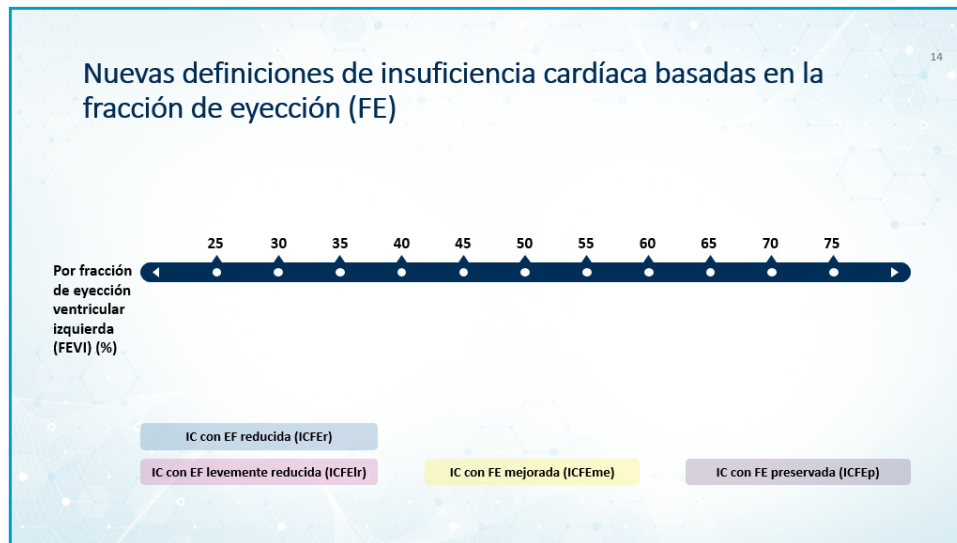 14
Nuevas definiciones de insuficiencia cardíaca basadas en la
fracción de eyección (FE)
25 30 35 40 45 50 55 60 65 70 75
Por fracción
de eyección
ventricular
izquierda
(FEVI) (%)
IC con EF reducida (ICFEr)
IC con EF levemente reducida (ICFElr)
IC con FE mejorada (ICFEme)
IC con FE preservada (ICFEp)